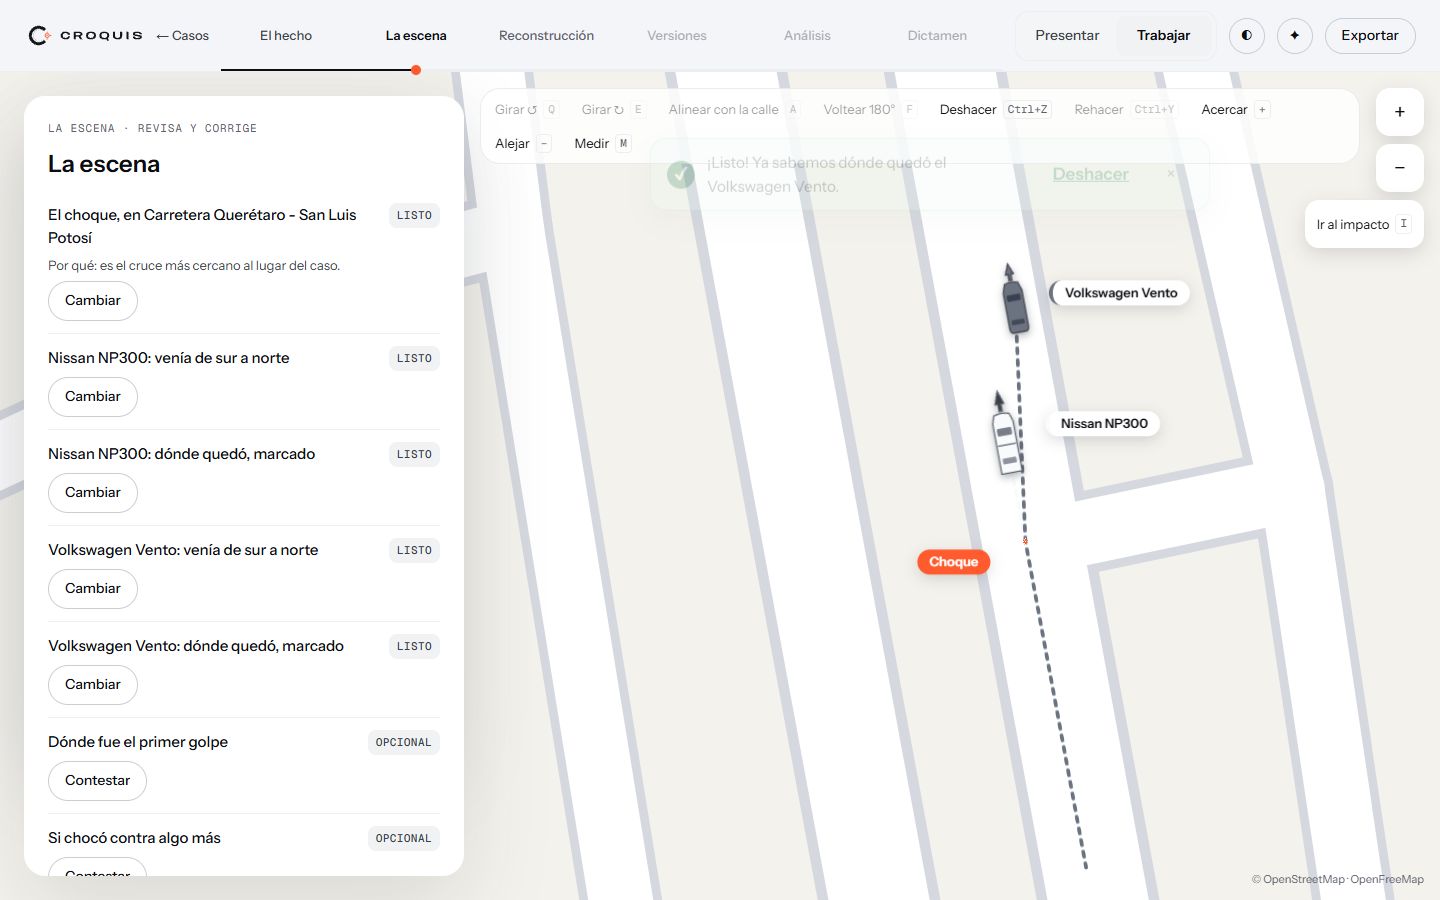 CROQUIS
← Casos
El hecho
La escena
Reconstrucción
Versiones
Análisis
Dictamen
Presentar
Trabajar
Exportar
LA ESCENA · REVISA Y CORRIGE
La escena
El choque, en Carretera Querétaro - San Luis
Potosí
LISTO
Por qué: es el cruce más cercano al lugar del caso.
Cambiar
Nissan NP300: venía de sur a norte
LISTO
Cambiar
Nissan NP300: dónde quedó, marcado
LISTO
Cambiar
Volkswagen Vento: venía de sur a norte
LISTO
Cambiar
Volkswagen Vento: dónde quedó, marcado
LISTO
Cambiar
Dónde fue el primer golpe
OPCIONAL
Contestar
Si chocó contra algo más
OPCIONAL
Contestar
Girar ↺ Q
Girar ↻ E
Alinear con la calle A
Voltear 180° F
Deshacer Ctrl+Z
Rehacer Ctrl+Y
Acercar +
Alejar −
Medir M
¡Listo! Ya sabemos dónde quedó el
Volkswagen Vento.
Deshacer
×
+
−
Ir al impacto I
Volkswagen Vento
Nissan NP300
Choque
© OpenStreetMap · OpenFreeMap